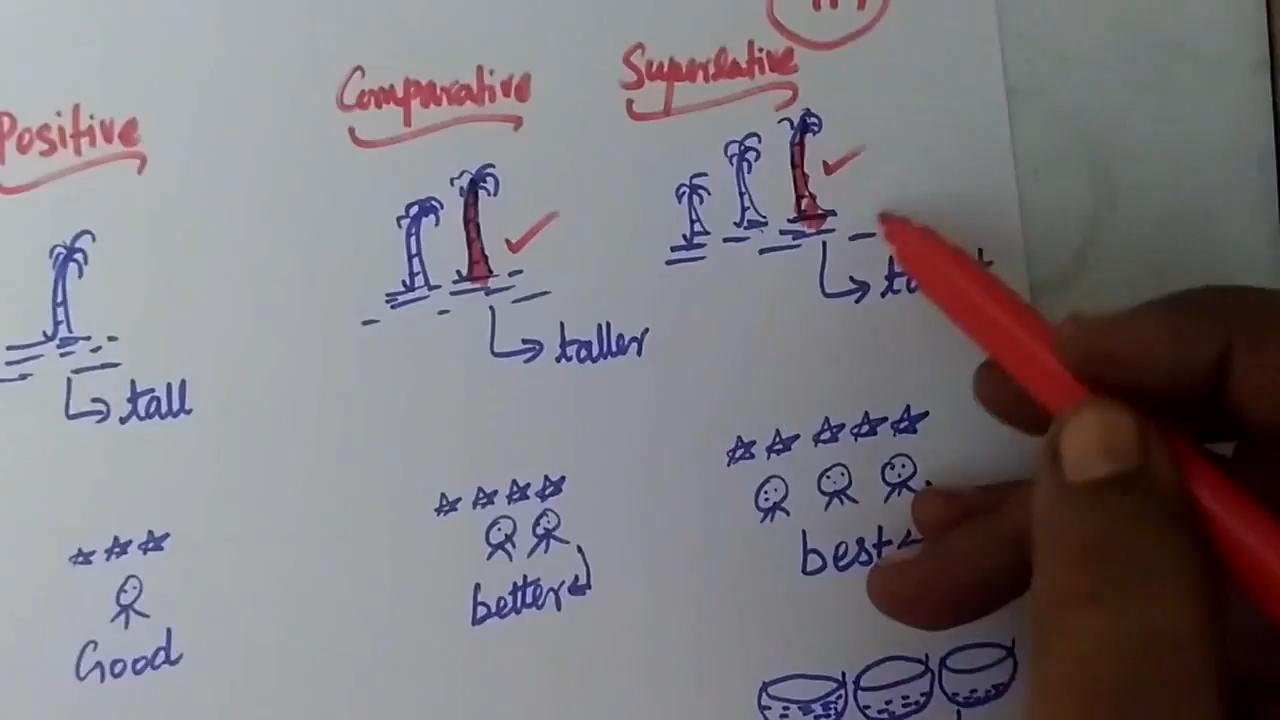 Positive
Comparative
Superlative
tall
taller
Good
better
best